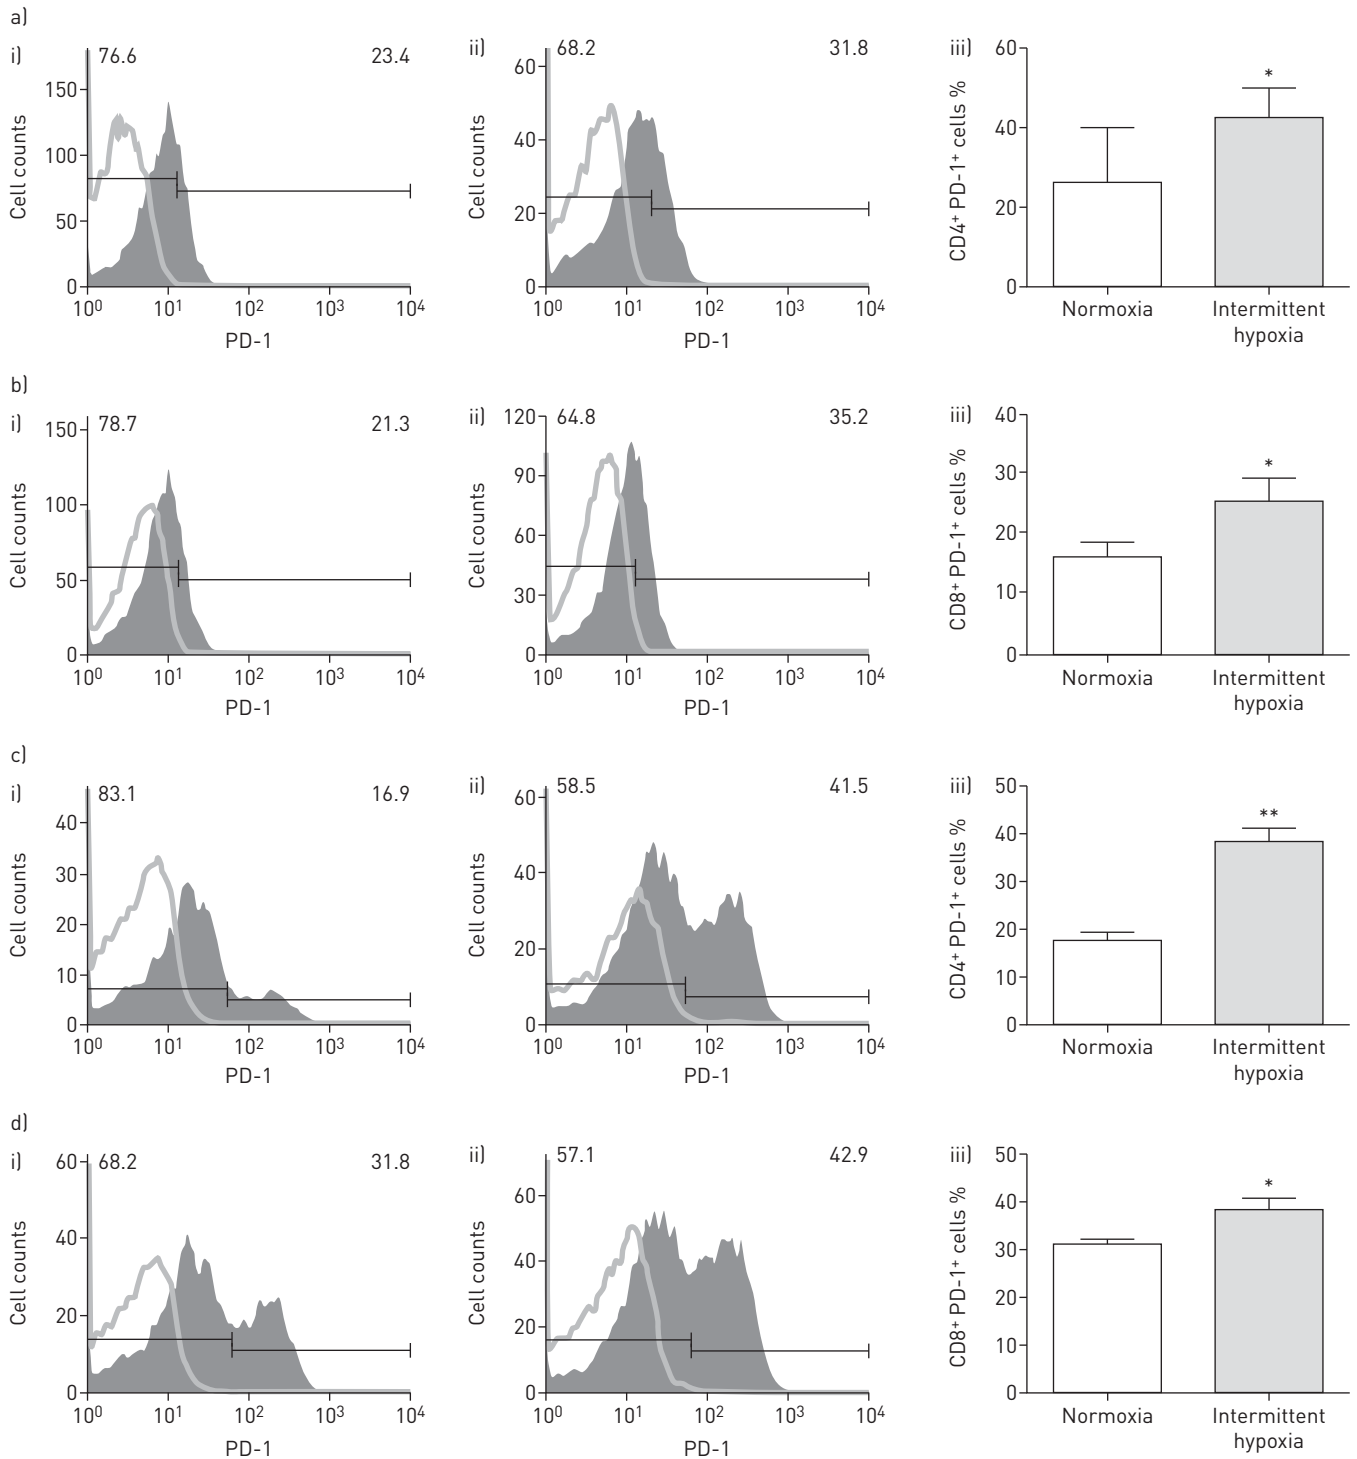 a)
i)
76.6
23.4
150
100
50
0
Cell counts
10⁰ 10¹ 10² 10³ 10⁴
PD-1
ii)
68.2
31.8
60
40
20
0
Cell counts
10⁰ 10¹ 10² 10³ 10⁴
PD-1
iii)
60
40
20
0
CD4⁺ PD-1⁺ cells %
*
Normoxia
Intermittent
hypoxia
b)
i)
78.7
21.3
150
100
50
0
Cell counts
10⁰ 10¹ 10² 10³ 10⁴
PD-1
ii)
64.8
35.2
120
90
60
30
0
Cell counts
10⁰ 10¹ 10² 10³ 10⁴
PD-1
iii)
40
30
20
10
0
CD8⁺ PD-1⁺ cells %
*
Normoxia
Intermittent
hypoxia
c)
i)
83.1
16.9
40
30
20
10
0
Cell counts
10⁰ 10¹ 10² 10³ 10⁴
PD-1
ii)
58.5
41.5
60
40
20
0
Cell counts
10⁰ 10¹ 10² 10³ 10⁴
PD-1
iii)
50
40
30
20
10
0
CD4⁺ PD-1⁺ cells %
**
Normoxia
Intermittent
hypoxia
d)
i)
68.2
31.8
60
40
20
0
Cell counts
10⁰ 10¹ 10² 10³ 10⁴
PD-1
ii)
57.1
42.9
60
40
20
0
Cell counts
10⁰ 10¹ 10² 10³ 10⁴
PD-1
iii)
50
40
30
20
10
0
CD8⁺ PD-1⁺ cells %
*
Normoxia
Intermittent
hypoxia